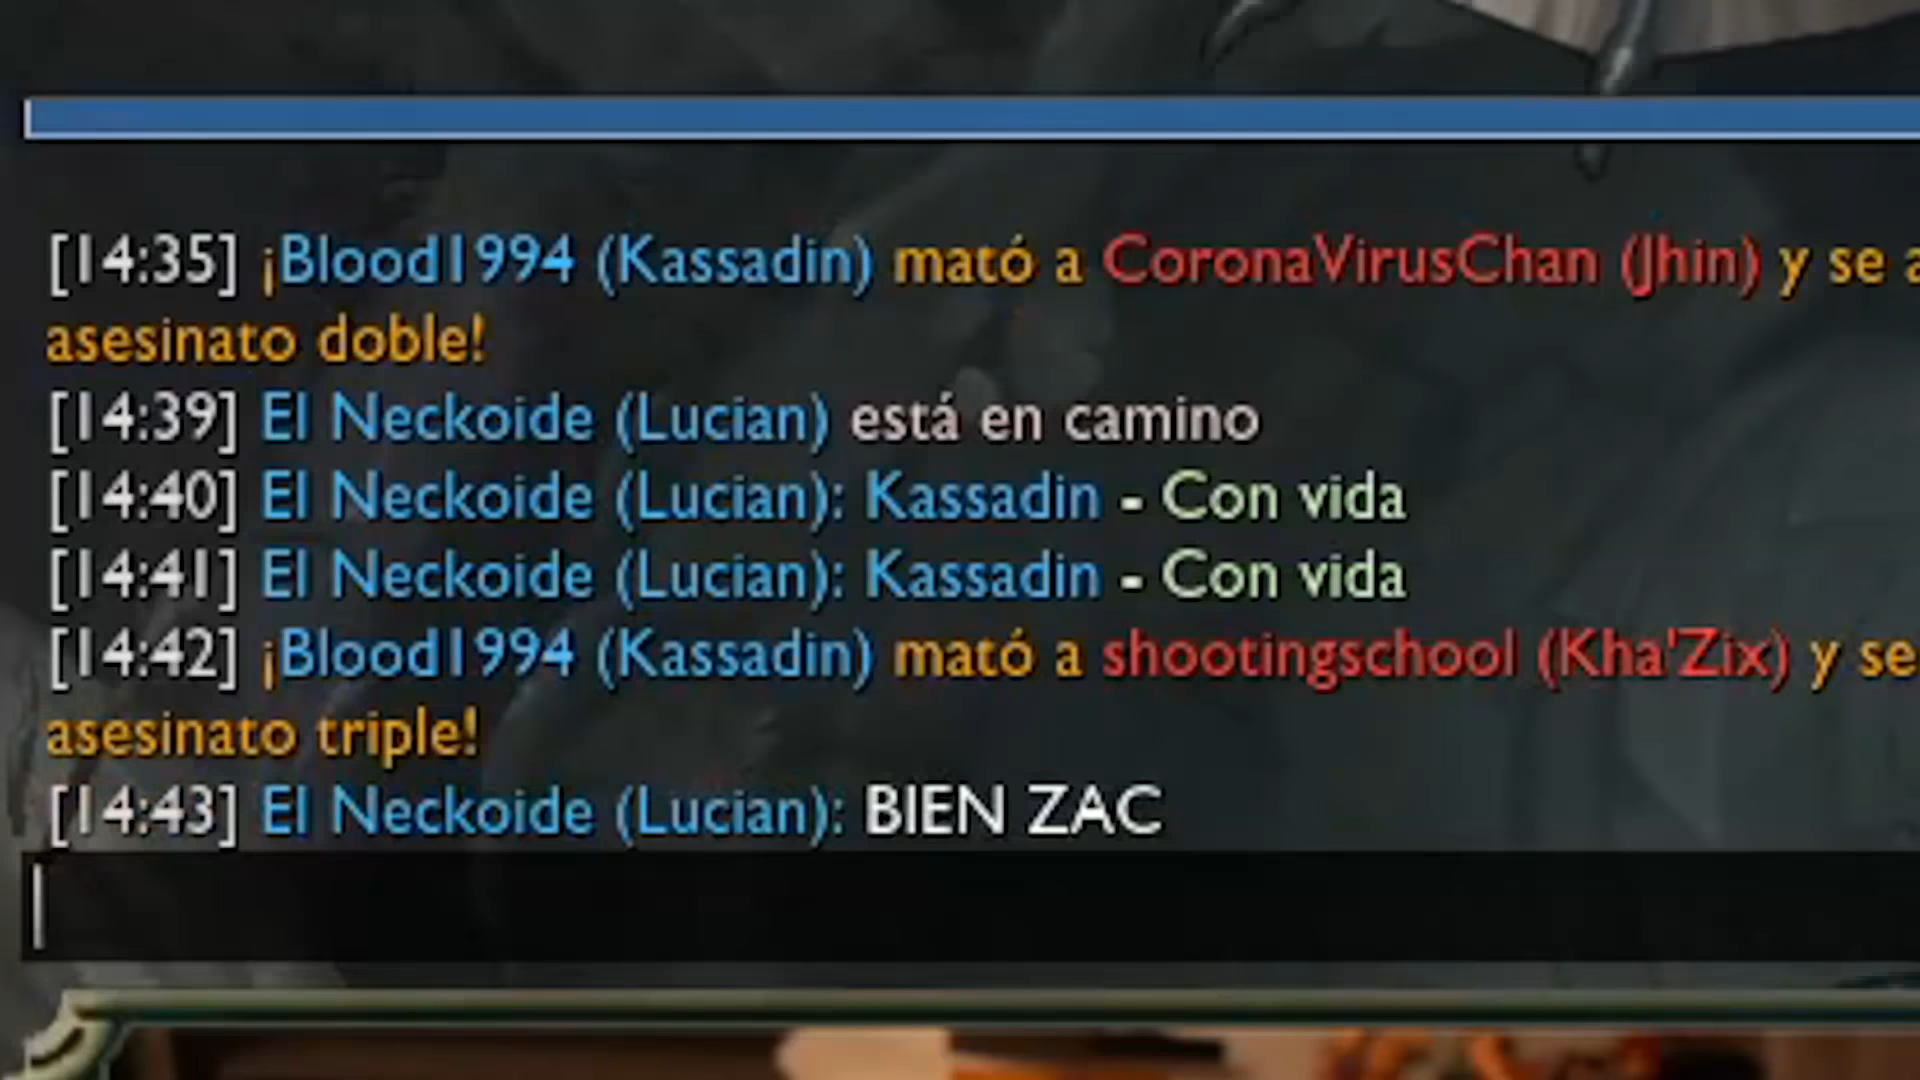 [14:35] ¡Blood1994 (Kassadin) mató a CoronaVirusChan (Jhin) y se
asesinato doble!
[14:39] El Neckoide (Lucian) está en camino
[14:40] El Neckoide (Lucian): Kassadin - Con vida
[14:41] El Neckoide (Lucian): Kassadin - Con vida
[14:42] ¡Blood1994 (Kassadin) mató a shootingschool (Kha'Zix) y se
asesinato triple!
[14:43] El Neckoide (Lucian): BIEN ZAC